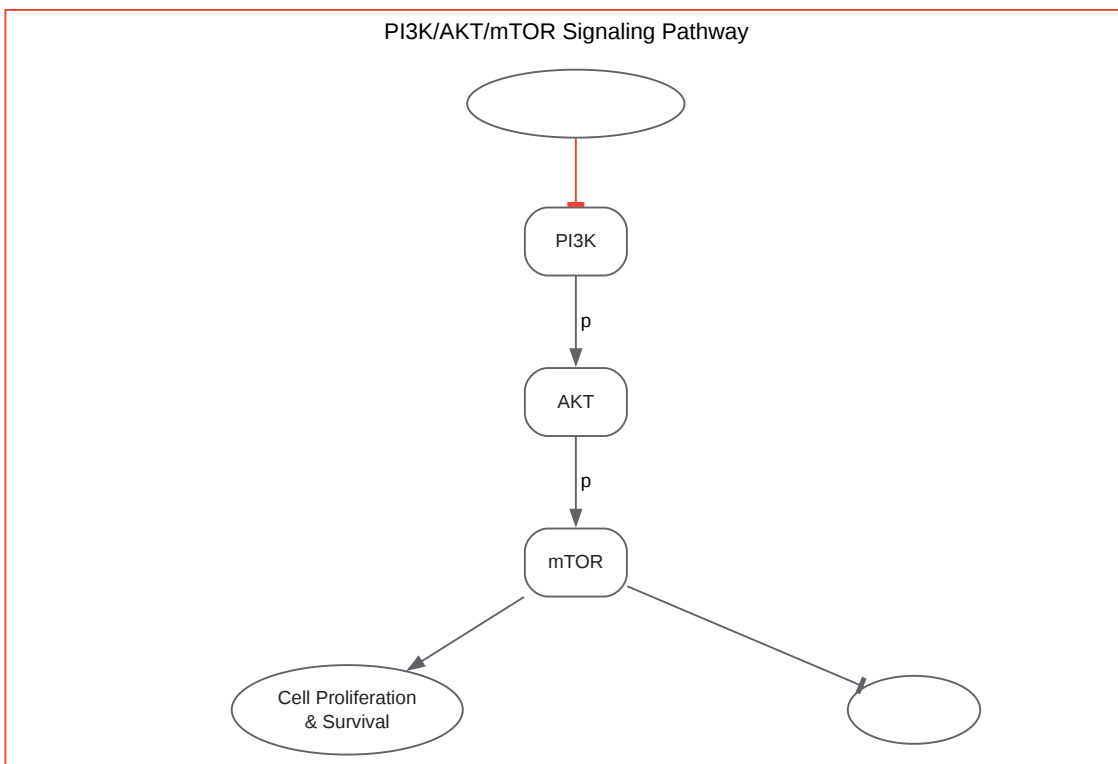 PI3K/AKT/mTOR Signaling Pathway
PI3K
p
AKT
p
mTOR
Cell Proliferation
& Survival